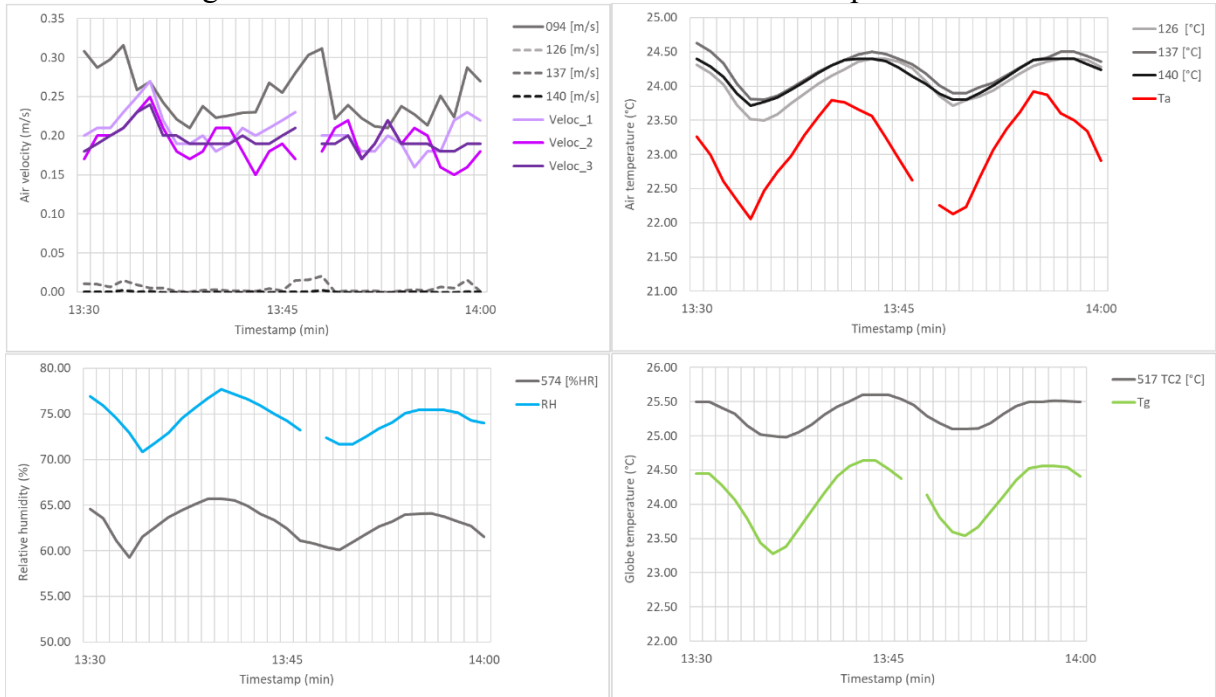 0.35
0.30
0.25
0.20
0.15
0.10
0.05
0.00
Air velocity (m/s)
13:30
13:45
14:00
Timestamp (min)
094 [m/s]
126 [m/s]
137 [m/s]
140 [m/s]
Veloc_1
Veloc_2
Veloc_3
25.00
24.50
24.00
23.50
23.00
22.50
22.00
21.50
21.00
Air temperature (°C)
13:30
13:45
14:00
Timestamp (min)
126 [°C]
137 [°C]
140 [°C]
Ta
80.00
75.00
70.00
65.00
60.00
55.00
50.00
Relative humidity (%)
13:30
13:45
14:00
Timestamp (min)
574 [%HR]
RH
26.00
25.50
25.00
24.50
24.00
23.50
23.00
22.50
22.00
Globe temperature (°C)
13:30
13:45
14:00
Timestamp (min)
517 TC2 [°C]
Tg